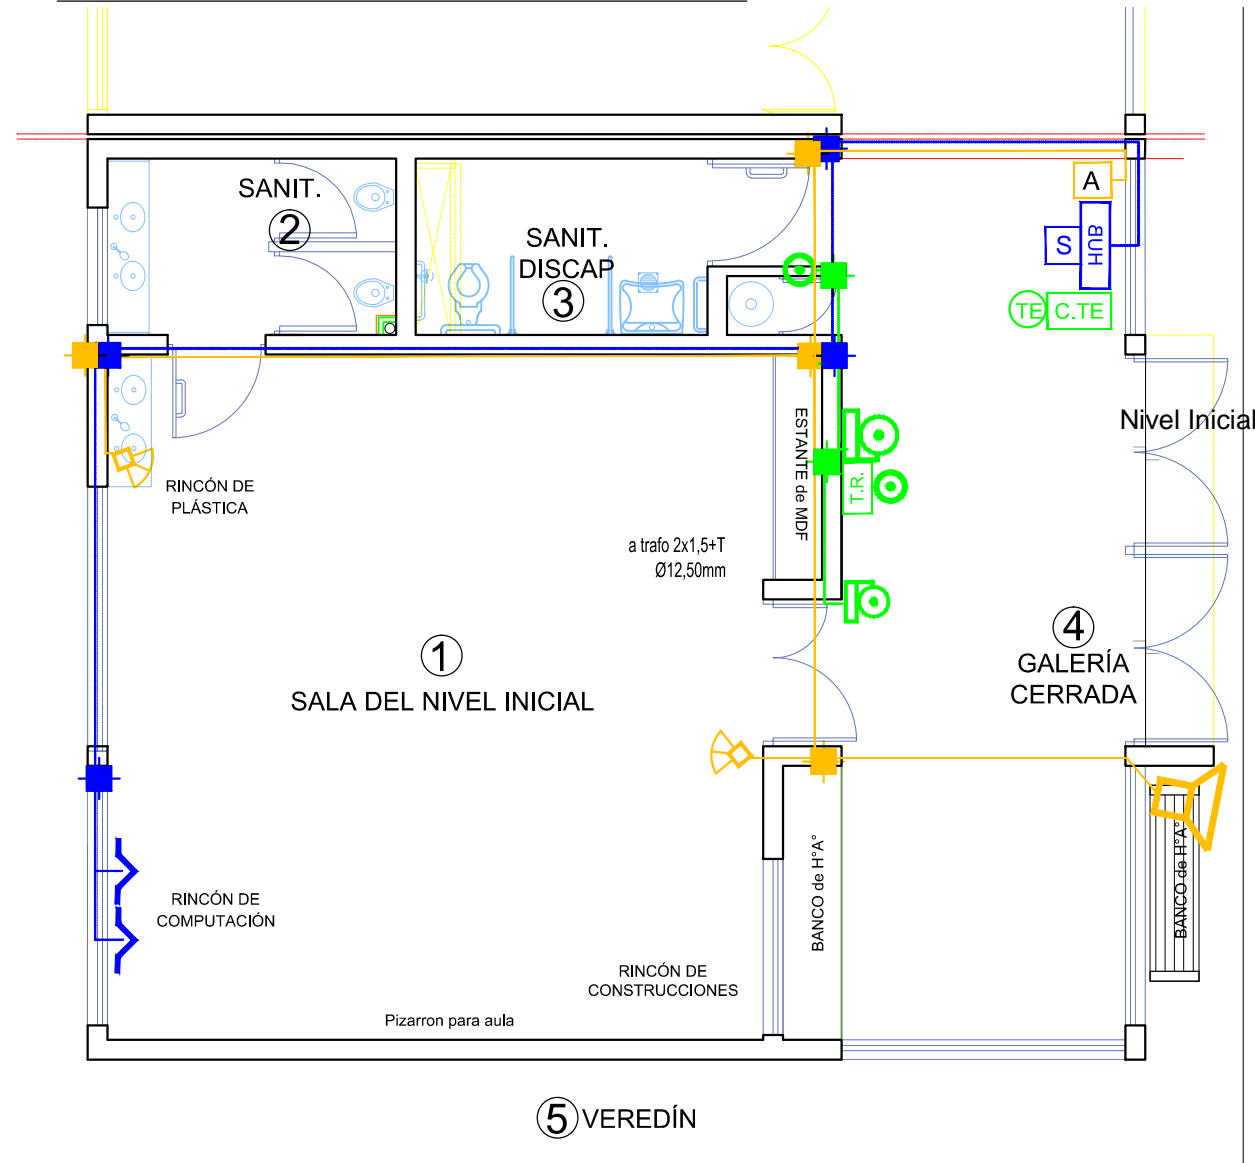 SANIT.
2
SANIT.
DISCAP
3
A
S
HUB
TE
C.TE
Nivel Inicial
RINCÓN DE
PLÁSTICA
ESTANTE de MDF
T.R.
a trafo 2x1,5+T
Ø12,50mm
1
SALA DEL NIVEL INICIAL
4
GALERÍA
CERRADA
RINCÓN DE
COMPUTACIÓN
BANCO de H°A°
BANCO de H°A°
RINCÓN DE
CONSTRUCCIONES
Pizarron para aula
5 VEREDÍN